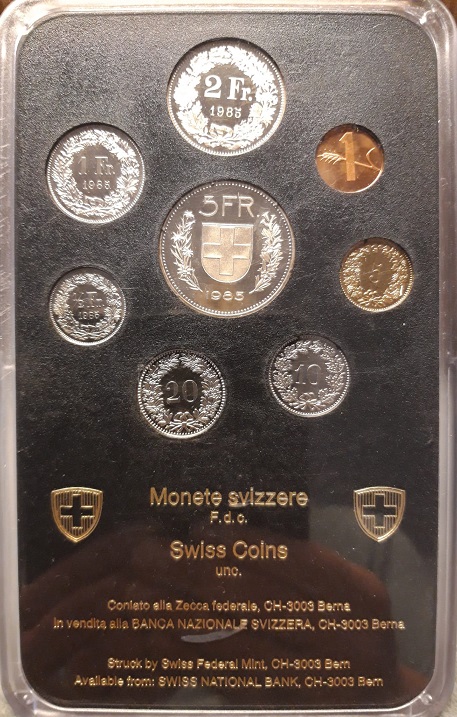 2 Fr.
1985
1 Fr.
1985
1
5FR.
1985
5
½ Fr.
1985
20
10
Monete svizzere
F.d.c.
Swiss Coins
unc.
Coniato alla Zecca federale, CH-3003 Berna
In vendita alla BANCA NAZIONALE SVIZZERA, CH-3003 Berna
Struck by Swiss Federal Mint, CH-3003 Bern
Available from: SWISS NATIONAL BANK, CH-3003 Bern